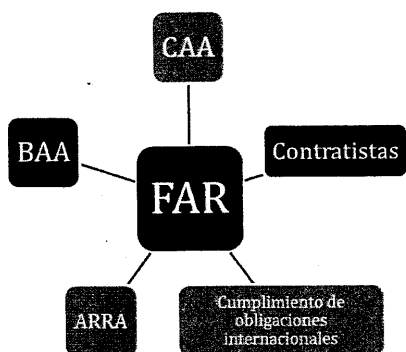 CAA
BAA
Contratistas
FAR
ARRA
Cumplimiento de
obligaciones
internacionales